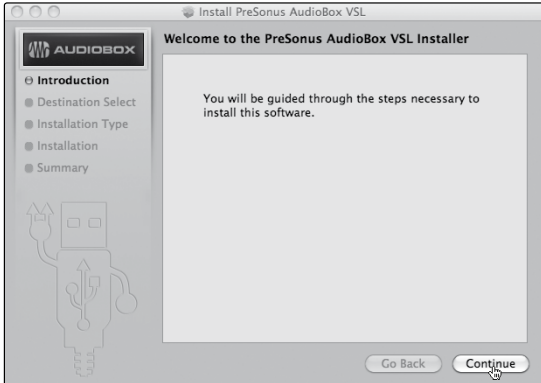 Install PreSonus AudioBox VSL
AUDIOBOX
Welcome to the PreSonus AudioBox VSL Installer
Introduction
Destination Select
Installation Type
Installation
Summary
You will be guided through the steps necessary to
install this software.
Go Back
Continue